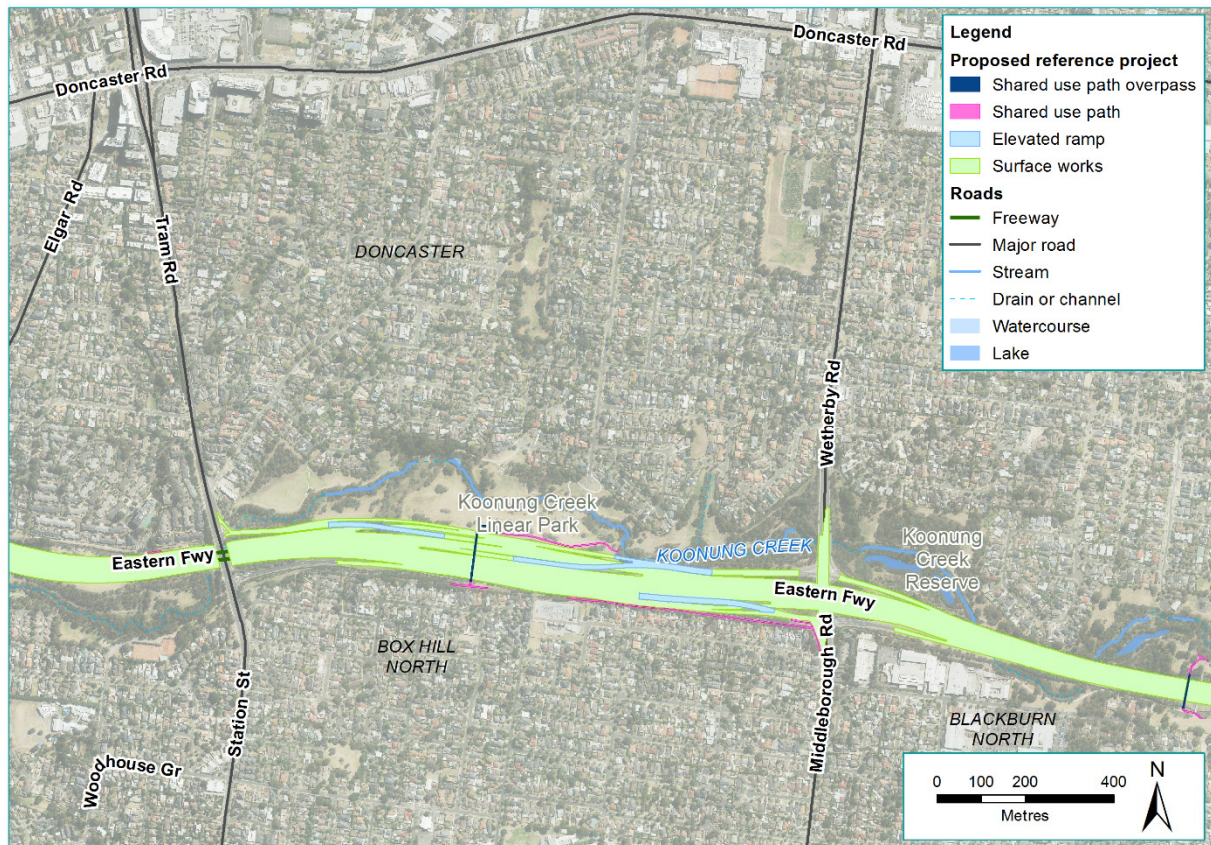 Doncaster Rd
Doncaster Rd
Elgar Rd
Tram Rd
DONCASTER
Wetherby Rd
Koonung Creek
Linear Park
KOONUNG CREEK
Koonung
Creek
Reserve
Eastern Fwy
Eastern Fwy
BOX HILL
NORTH
Station St
Middleborough Rd
BLACKBURN
NORTH
Woodhouse Gr
Legend
Proposed reference project
Shared use path overpass
Shared use path
Elevated ramp
Surface works
Roads
Freeway
Major road
Stream
Drain or channel
Watercourse
Lake
0 100 200 400
Metres
N